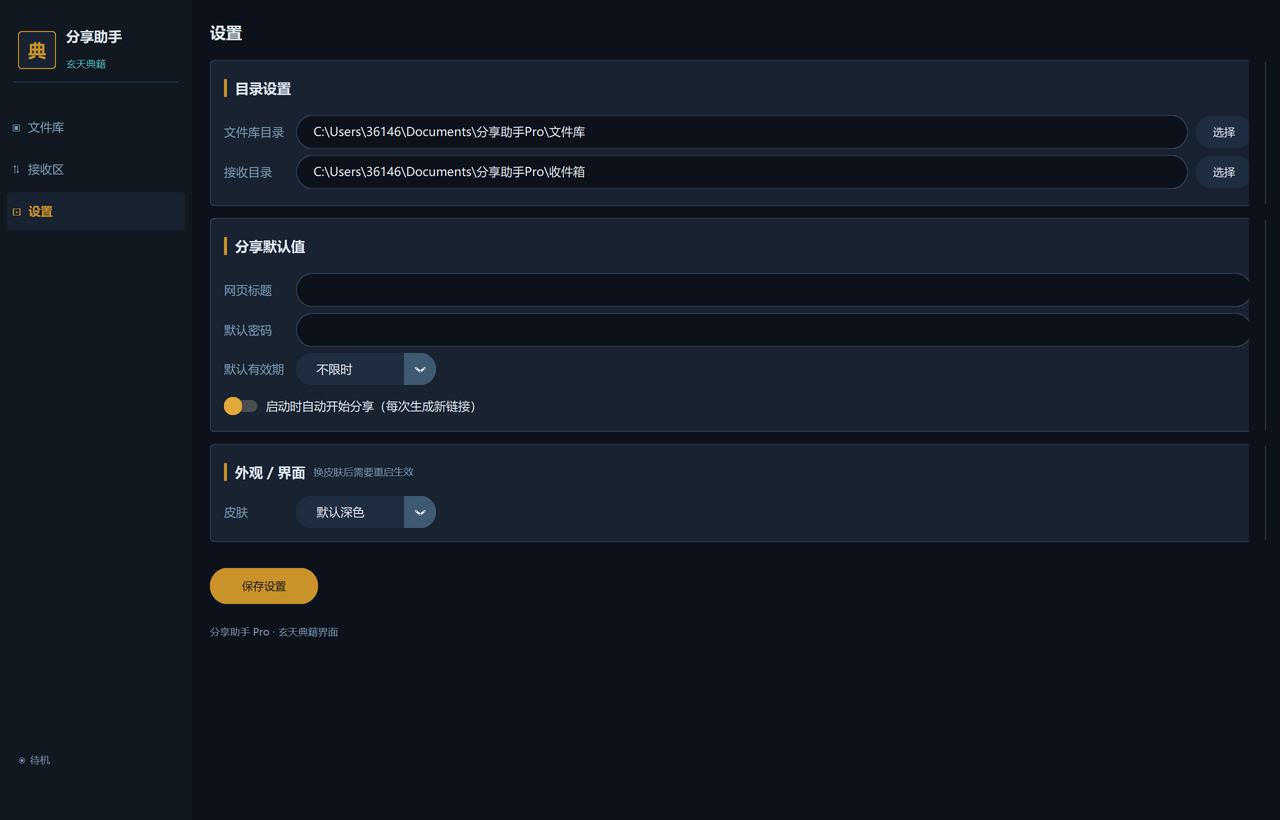 典
分享助手
玄天典籍
文件库
接收区
设置
待机
设置
目录设置
文件库目录 C:\Users\36146\Documents\分享助手Pro\文件库 选择
接收目录 C:\Users\36146\Documents\分享助手Pro\收件箱 选择
分享默认值
网页标题
默认密码
默认有效期 不限时
启动时自动开始分享（每次生成新链接）
外观 / 界面 换皮肤后需要重启生效
皮肤 默认深色
保存设置
分享助手 Pro · 玄天典籍界面